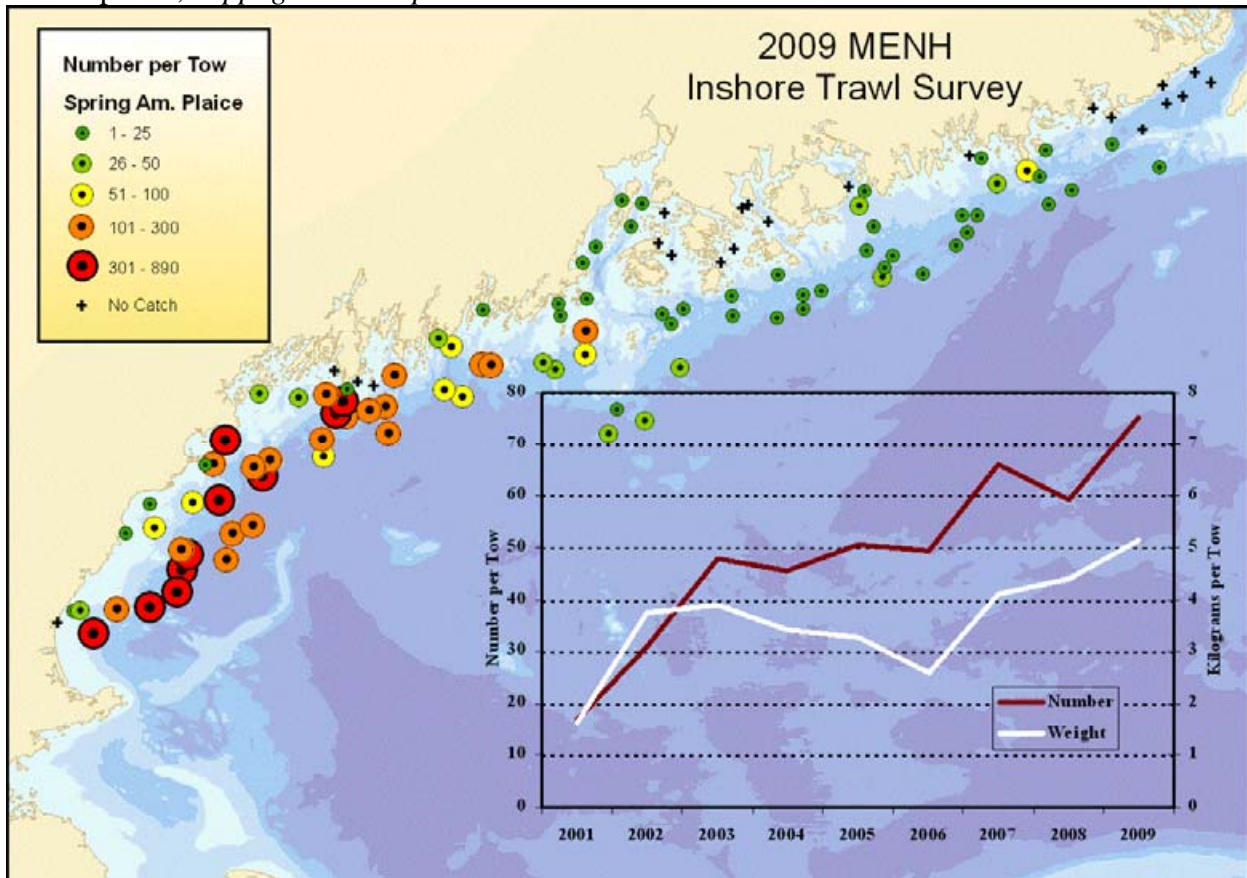 2009 MENH
Inshore Trawl Survey
Number per Tow
Spring Am. Plaice
1 - 25
26 - 50
51 - 100
101 - 300
301 - 890
No Catch
80
70
60
50
40
30
20
10
0
Number per Tow
8
7
6
5
4
3
2
1
0
Kilograms per Tow
Number
Weight
2001 2002 2003 2004 2005 2006 2007 2008 2009